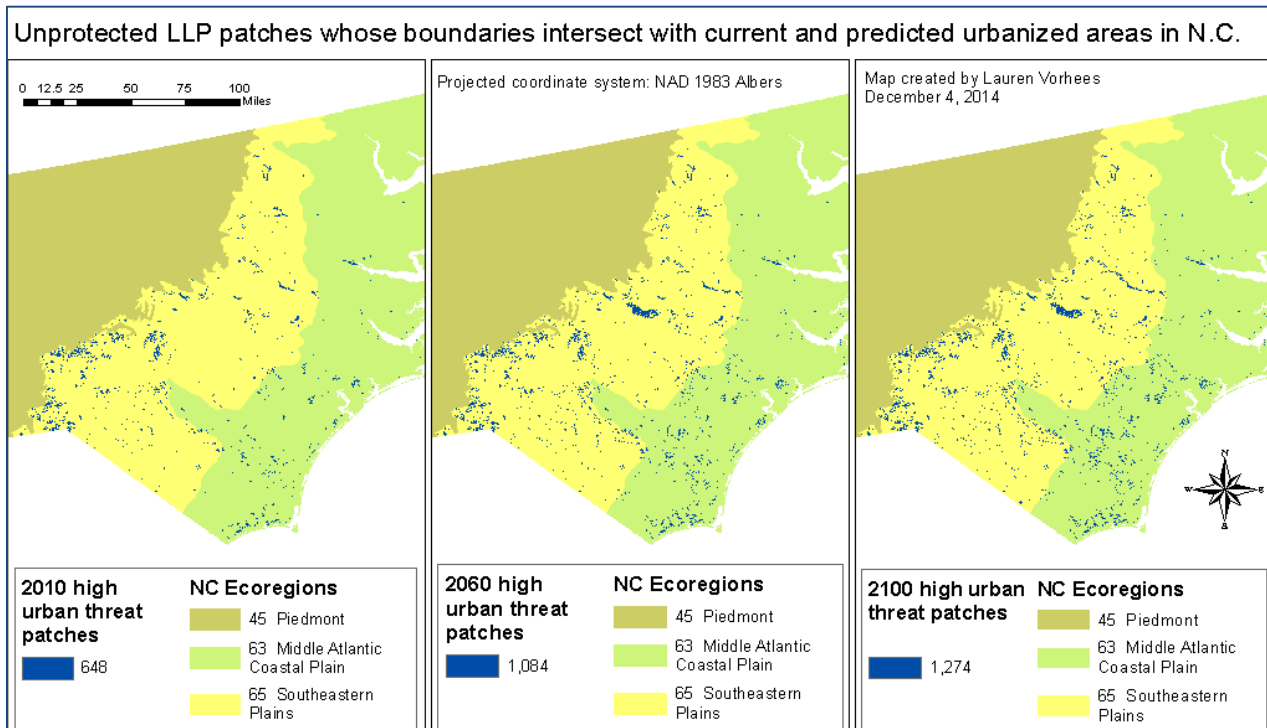 Unprotected LLP patches whose boundaries intersect with current and predicted urbanized areas in N.C.
0 12.5 25 50 75 100
Miles
Projected coordinate system: NAD 1983 Albers
Map created by Lauren Vorhees
December 4, 2014
N
W E
S
2010 high
urban threat
patches
648
NC Ecoregions
45 Piedmont
63 Middle Atlantic
Coastal Plain
65 Southeastern
Plains
2060 high
urban threat
patches
1,084
NC Ecoregions
45 Piedmont
63 Middle Atlantic
Coastal Plain
65 Southeastern
Plains
2100 high urban
threat patches
1,274
NC Ecoregions
45 Piedmont
63 Middle Atlantic
Coastal Plain
65 Southeastern
Plains